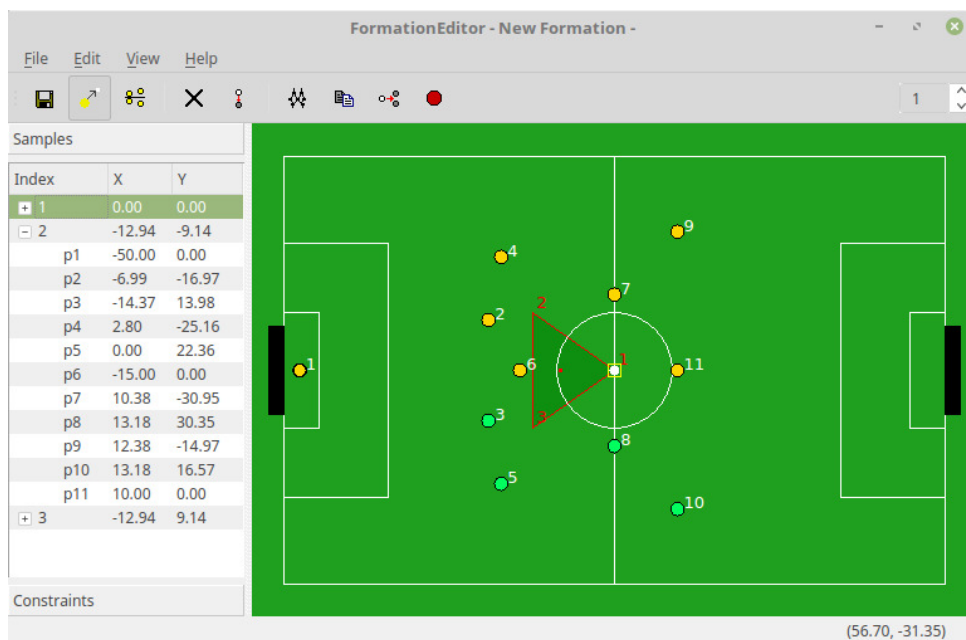 FormationEditor - New Formation -
File Edit View Help
1
Samples
Index X Y
1 0.00 0.00
2 -12.94 -9.14
p1 -50.00 0.00
p2 -6.99 -16.97
p3 -14.37 13.98
p4 2.80 -25.16
p5 0.00 22.36
p6 -15.00 0.00
p7 10.38 -30.95
p8 13.18 30.35
p9 12.38 -14.97
p10 13.18 16.57
p11 10.00 0.00
3 -12.94 9.14
Constraints
9
4
7
2
2
1
6
1
11
3
3
8
5
10
(56.70, -31.35)